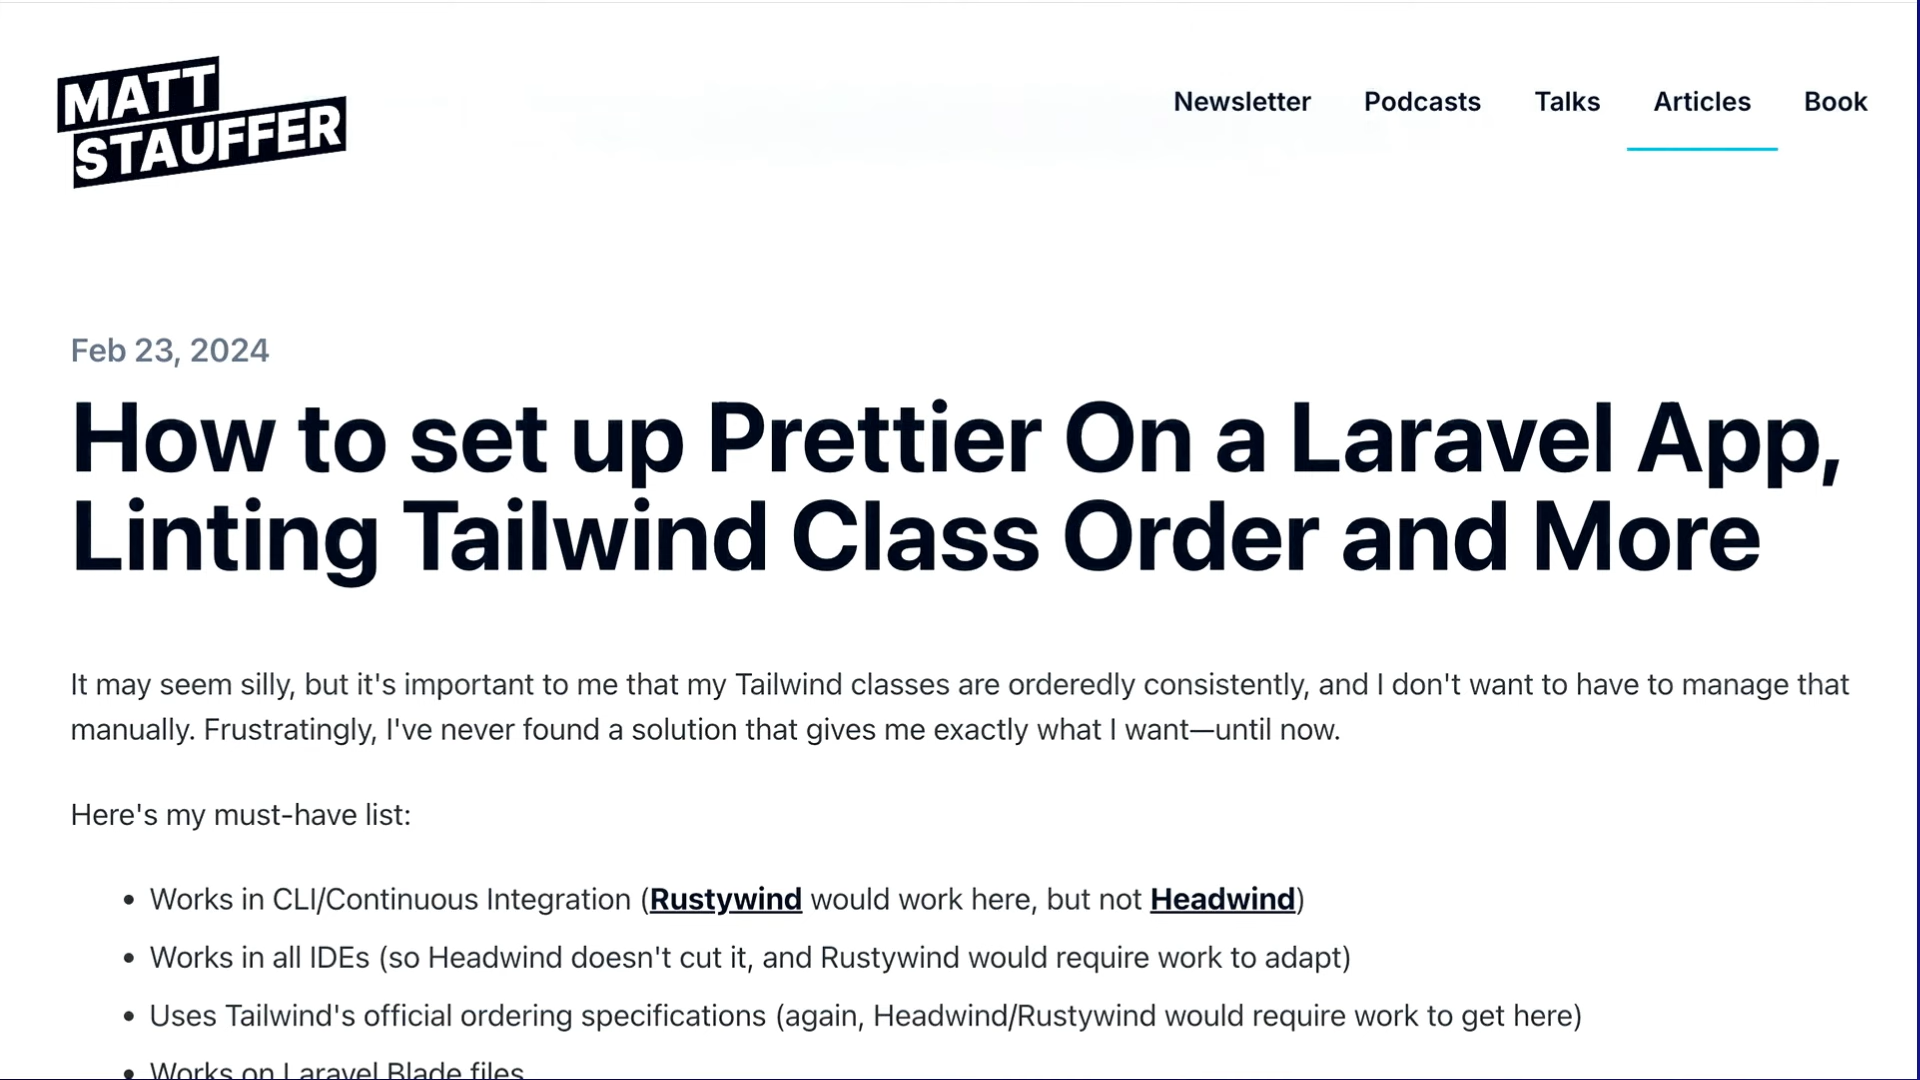 MATT
STAUFFER
Newsletter Podcasts Talks Articles Book
Feb 23, 2024
How to set up Prettier On a Laravel App,
Linting Tailwind Class Order and More
It may seem silly, but it's important to me that my Tailwind classes are orderedly consistently, and I don't want to have to manage that
manually. Frustratingly, I've never found a solution that gives me exactly what I want—until now.
Here's my must-have list:
• Works in CLI/Continuous Integration (Rustywind would work here, but not Headwind)
• Works in all IDEs (so Headwind doesn't cut it, and Rustywind would require work to adapt)
• Uses Tailwind's official ordering specifications (again, Headwind/Rustywind would require work to get here)
• Works on Laravel Blade files